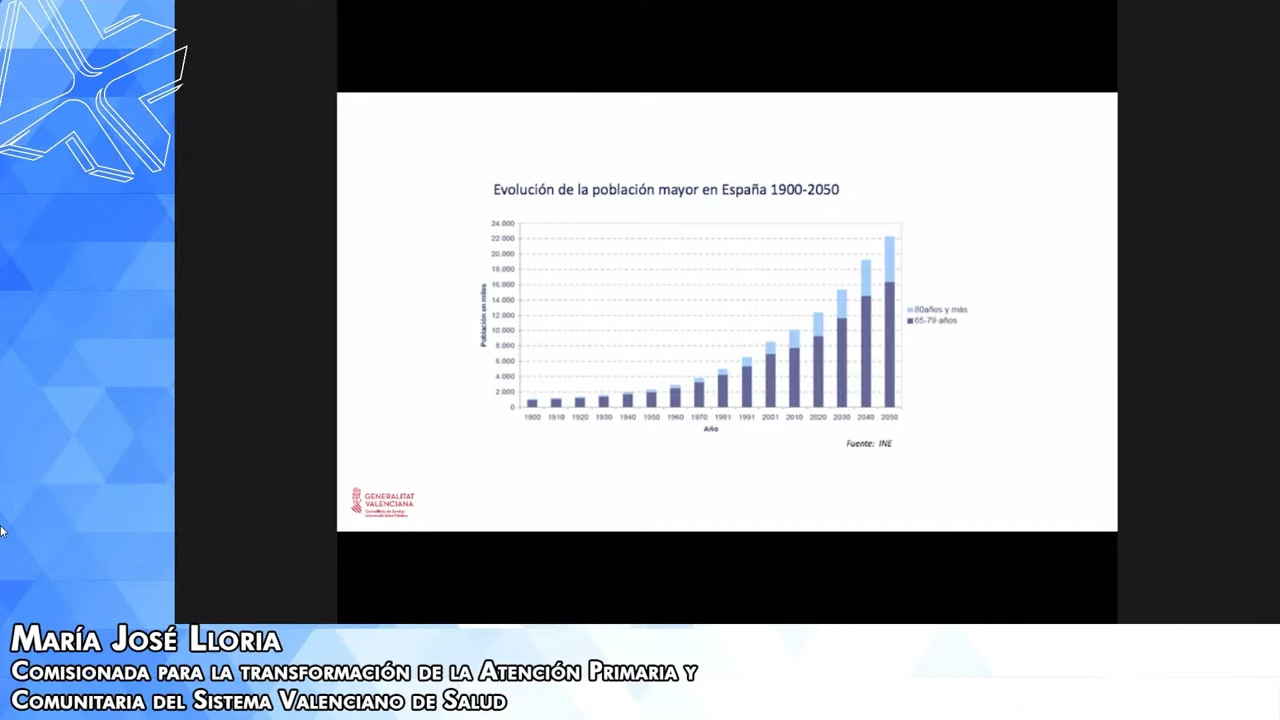 Evolución de la población mayor en España 1900-2050
24 000
22 000
20 000
18 000
16 000
14 000
12 000
10 000
8 000
6 000
4 000
2 000
0
Población en miles
1900 1910 1920 1930 1940 1950 1960 1970 1981 1991 2001 2010 2020 2030 2040 2050
Año
80años y más
65-79 años
Fuente: INE
GENERALITAT
VALENCIANA
MARÍA JOSÉ LLORIA
COMISIONADA PARA LA TRANSFORMACIÓN DE LA ATENCIÓN PRIMARIA Y
COMUNITARIA DEL SISTEMA VALENCIANO DE SALUD